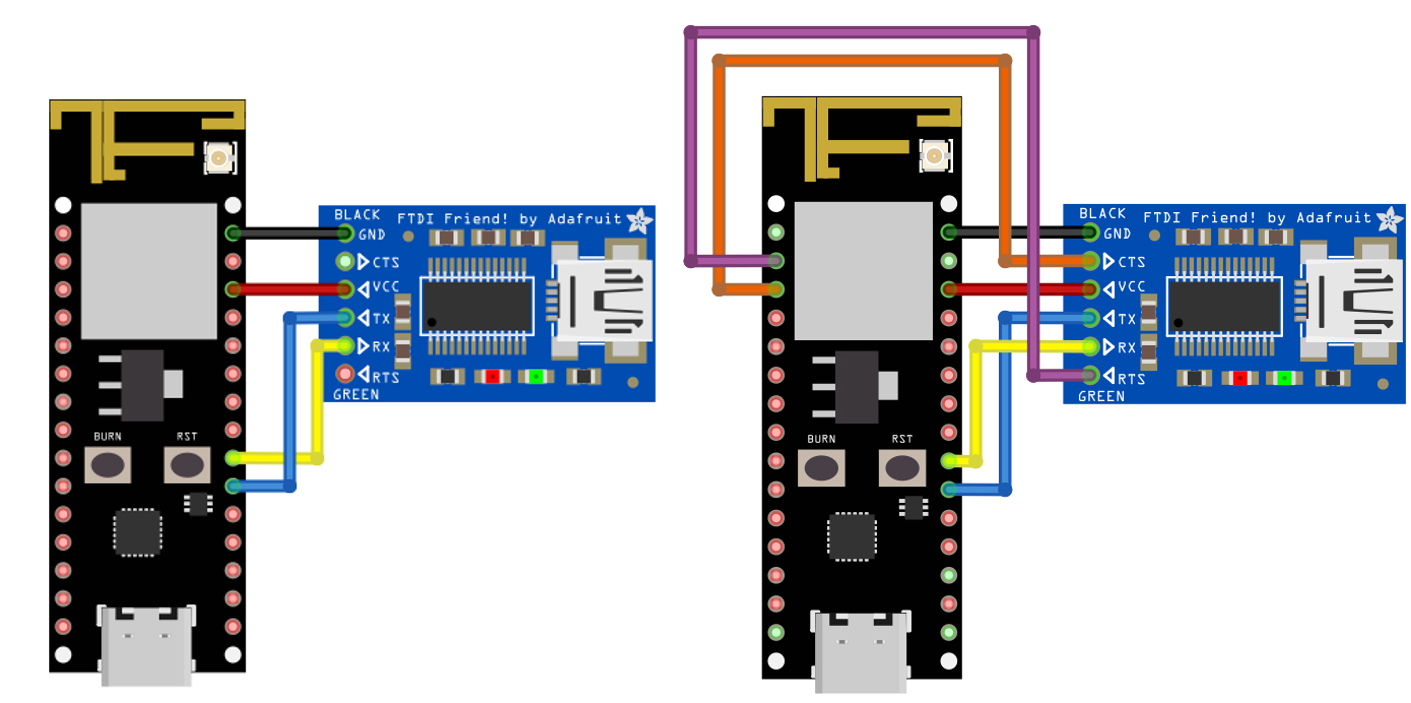 BLACK
FTDI Friend! by Adafruit
GND
CTS
VCC
TX
RX
RTS
GREEN
BURN
RST
BLACK
FTDI Friend! by Adafruit
GND
CTS
VCC
TX
RX
RTS
GREEN
BURN
RST